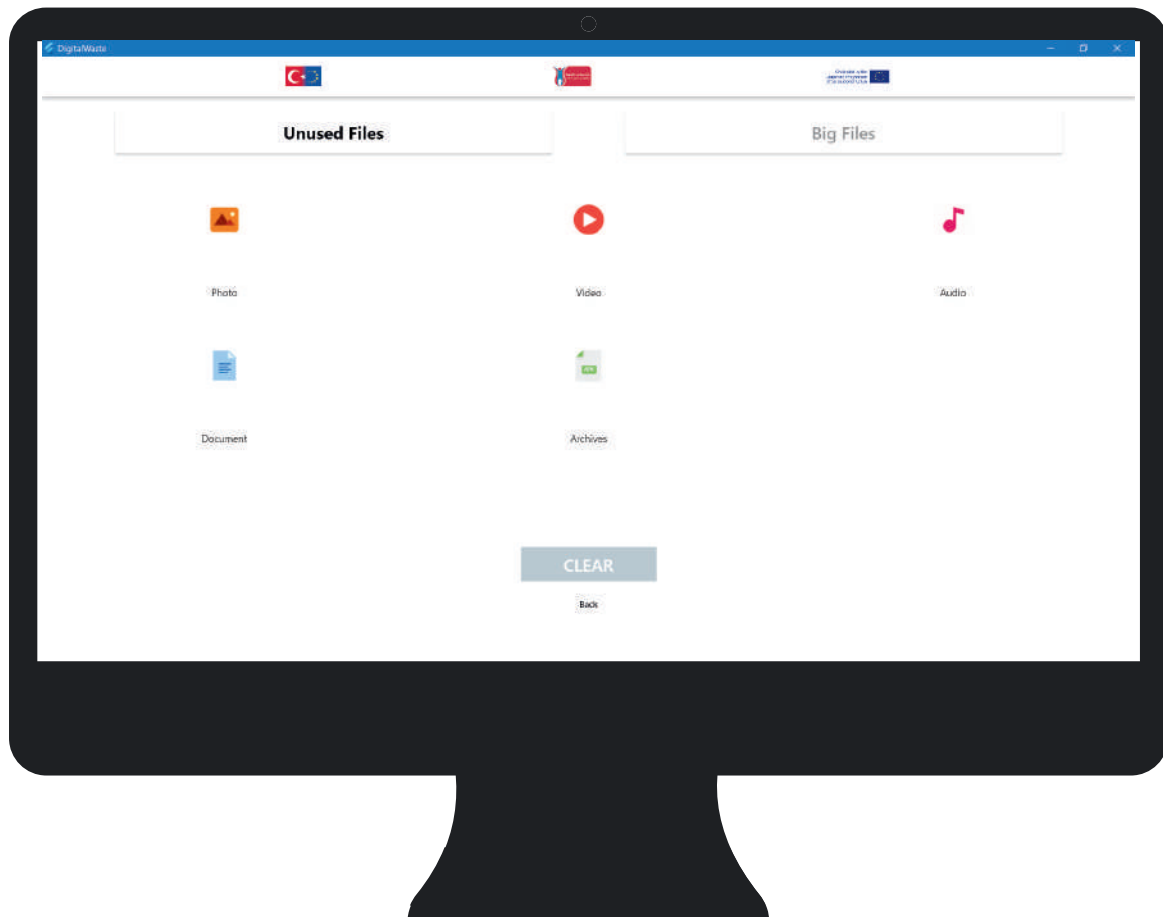 DigitalWaste
Unused Files
Big Files
Photo
Video
Audio
Document
Archives
CLEAR
Back